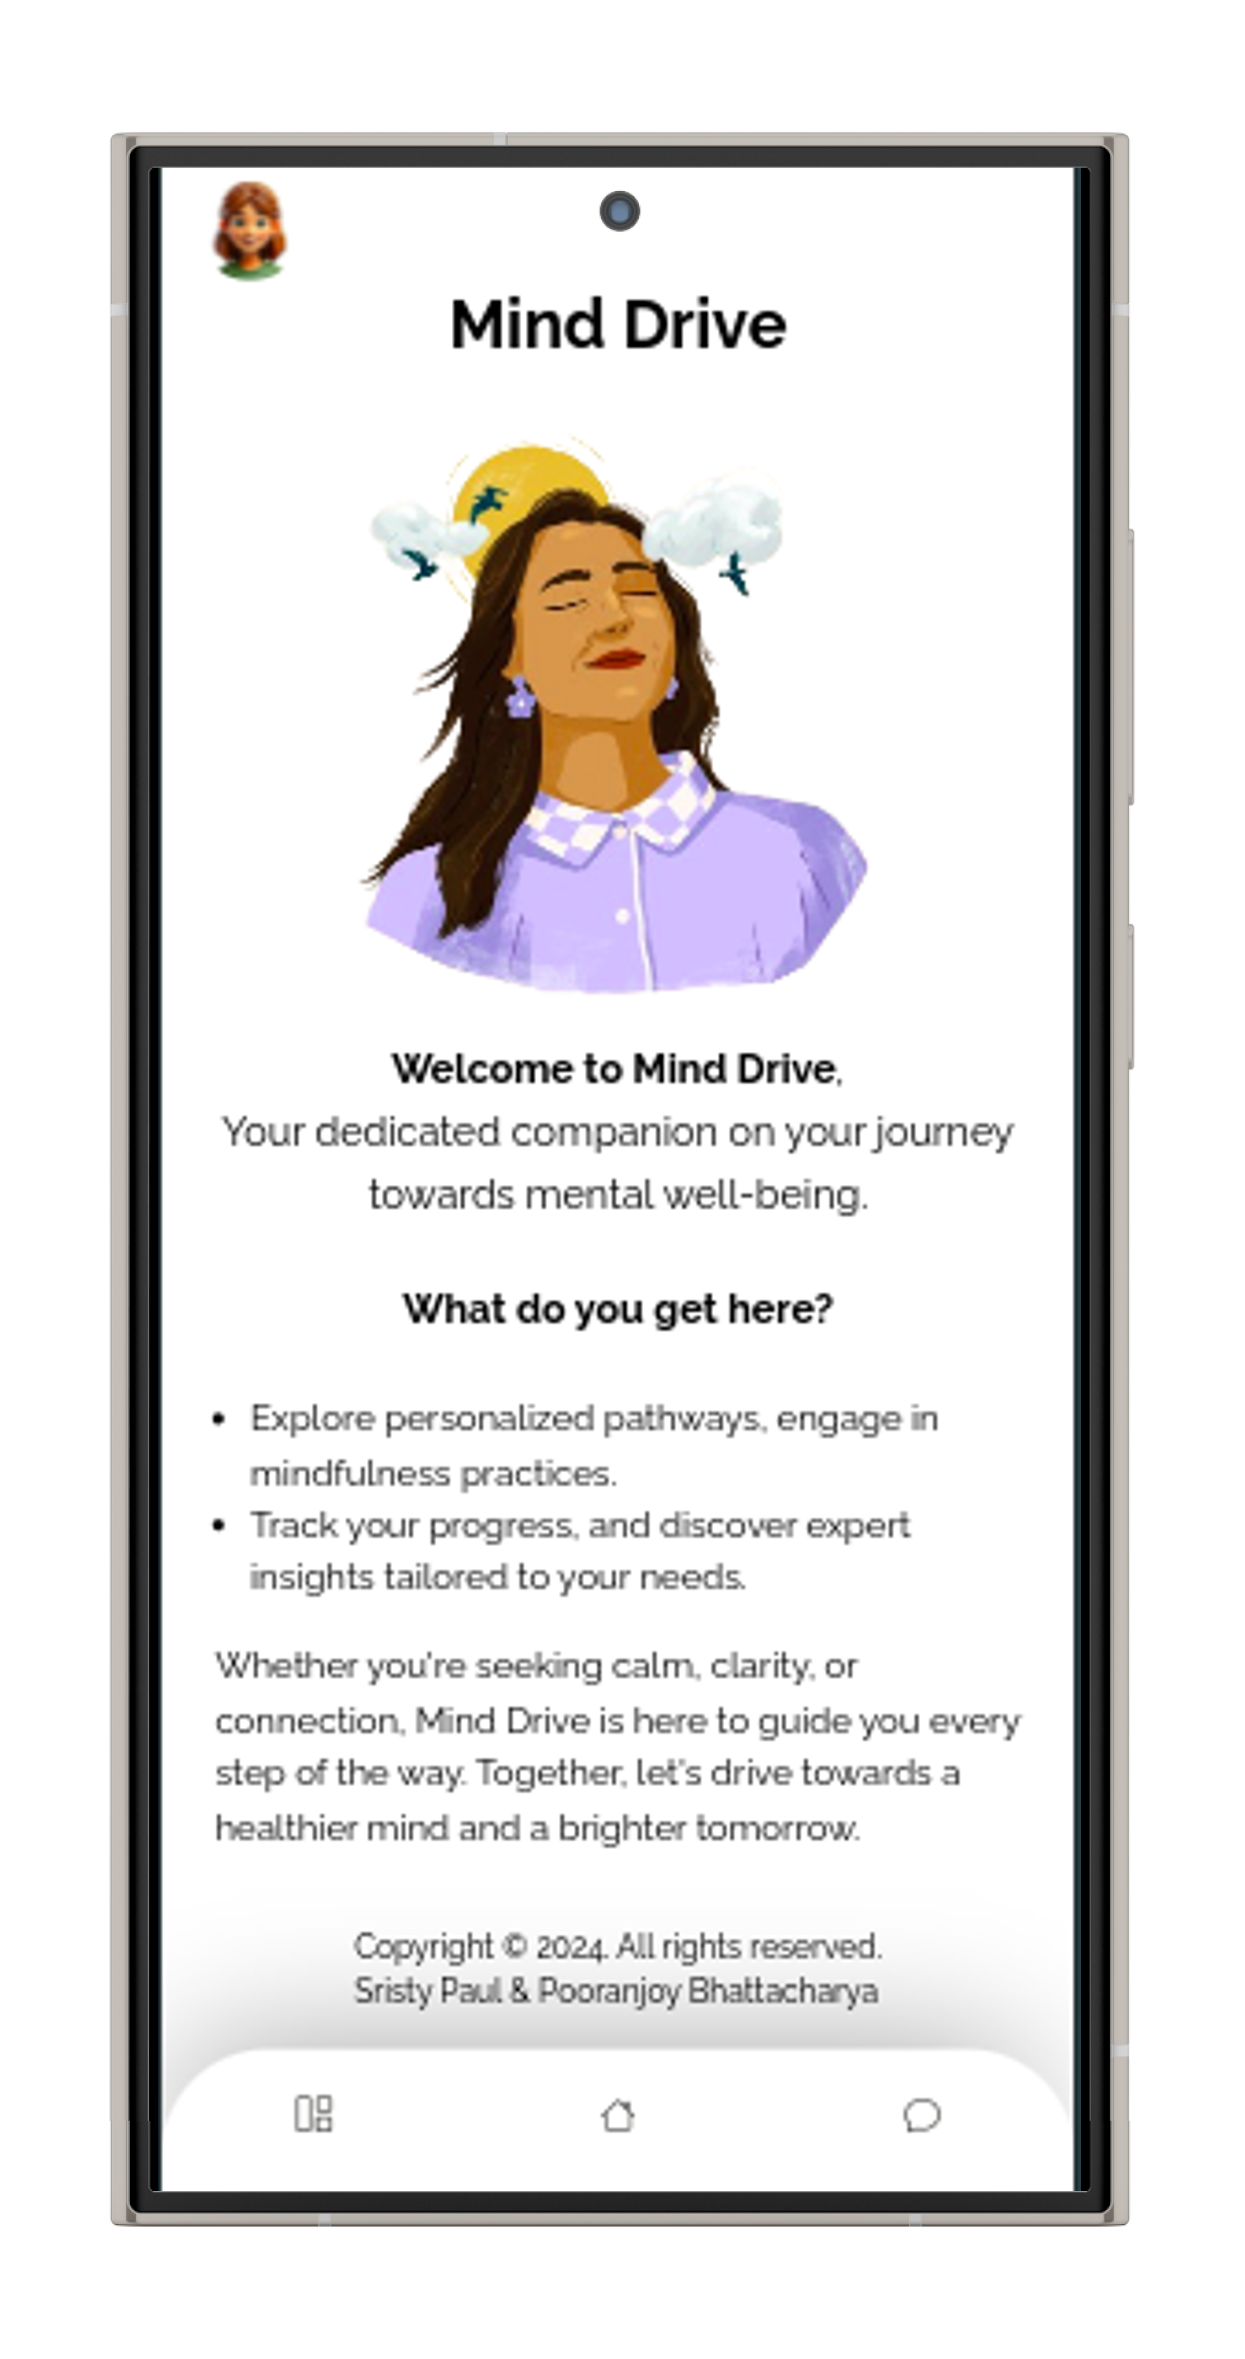 Mind Drive
Welcome to Mind Drive,
Your dedicated companion on your journey
towards mental well-being.
What do you get here?
• Explore personalized pathways, engage in
mindfulness practices.
• Track your progress, and discover expert
insights tailored to your needs.
Whether you're seeking calm, clarity, or
connection, Mind Drive is here to guide you every
step of the way. Together, let's drive towards a
healthier mind and a brighter tomorrow.
Copyright © 2024. All rights reserved.
Sristy Paul & Pooranjoy Bhattacharya